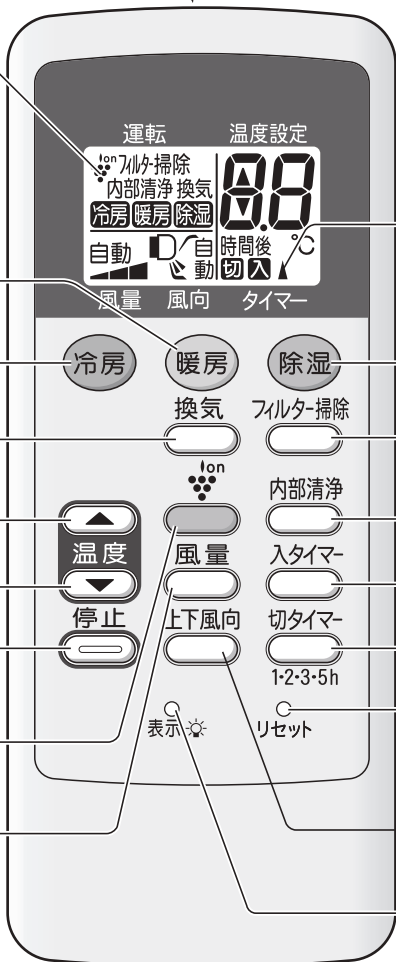 運転 温度設定
ion フィルター掃除
内部清浄 換気
冷房 暖房 除湿
8.8
℃
自動 自動 時間後
切 入
風量 風向 タイマー
冷房 暖房 除湿
換気 フィルター掃除
ion
内部清浄
温度 風量 入タイマー
停止 上下風向 切タイマー
1・2・3・5h
表示 リセット